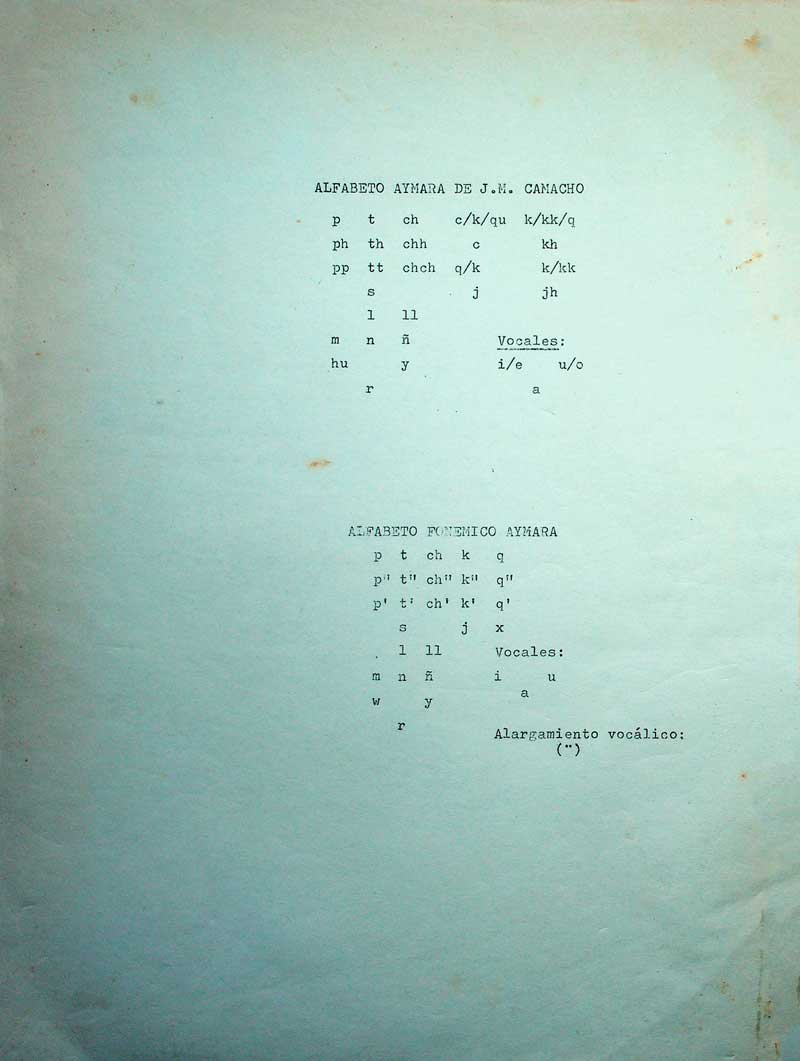 ALFABETO AYMARA DE J.M. CAMACHO
p t ch c/k/qu k/kk/q
ph th chh c kh
pp tt chch q/k k/kk
s j jh
l ll
m n ñ Vocales:
hu y i/e u/o
r a
ALFABETO FONEMICO AYMARA
p t ch k q
p" t" ch" k" q"
p' t' ch' k' q'
s j x
l ll Vocales:
m n ñ i u
a
w y
r
Alargamiento vocálico:
(¨)